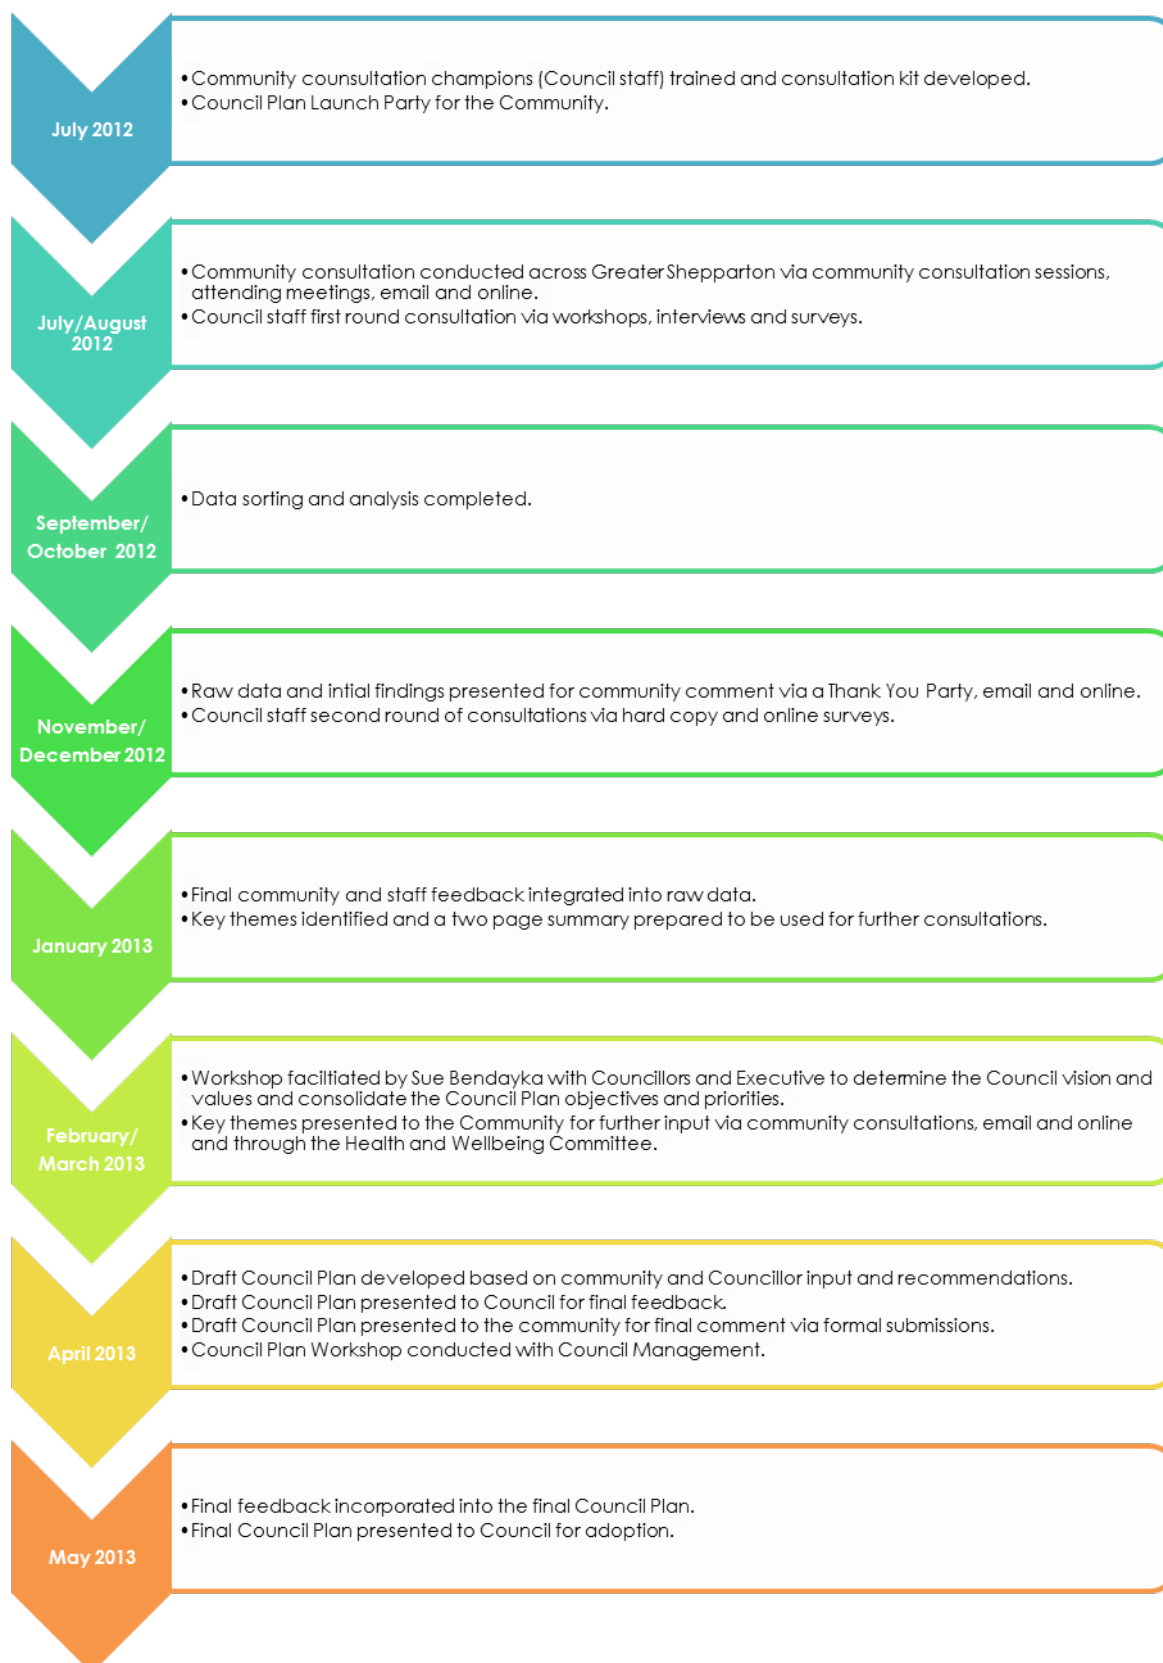 July 2012
•Community counsultation champions (Council staff) trained and consultation kit developed.
•Council Plan Launch Party for the Community.
July/August
2012
•Community consultation conducted across Greater Shepparton via community consultation sessions,
attending meetings, email and online.
•Council staff first round consultation via workshops, interviews and surveys.
September/
October 2012
•Data sorting and analysis completed.
November/
December 2012
•Raw data and intial findings presented for community comment via a Thank You Party, email and online.
•Council staff second round of consultations via hard copy and online surveys.
January 2013
•Final community and staff feedback integrated into raw data.
•Key themes identified and a two page summary prepared to be used for further consultations.
February/
March 2013
•Workshop faciltiated by Sue Bendayka with Councillors and Executive to determine the Council vision and
values and consolidate the Council Plan objectives and priorities.
•Key themes presented to the Community for further input via community consultations, email and online
and through the Health and Wellbeing Committee.
April 2013
•Draft Council Plan developed based on community and Councillor input and recommendations.
•Draft Council Plan presented to Council for final feedback.
•Draft Council Plan presented to the community for final comment via formal submissions.
•Council Plan Workshop conducted with Council Management.
May 2013
•Final feedback incorporated into the final Council Plan.
•Final Council Plan presented to Council for adoption.